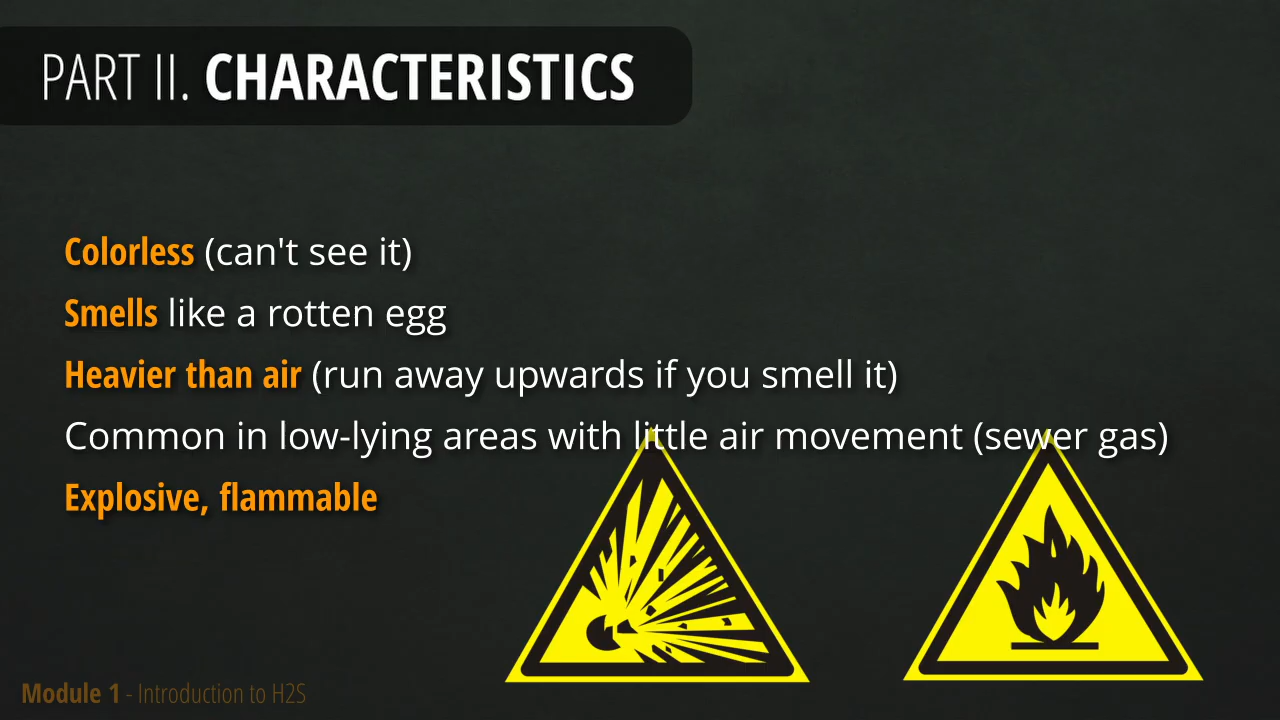 PART II. CHARACTERISTICS
Colorless (can't see it)
Smells like a rotten egg
Heavier than air (run away upwards if you smell it)
Common in low-lying areas with little air movement (sewer gas)
Explosive, flammable
Module 1 - Introduction to H2S